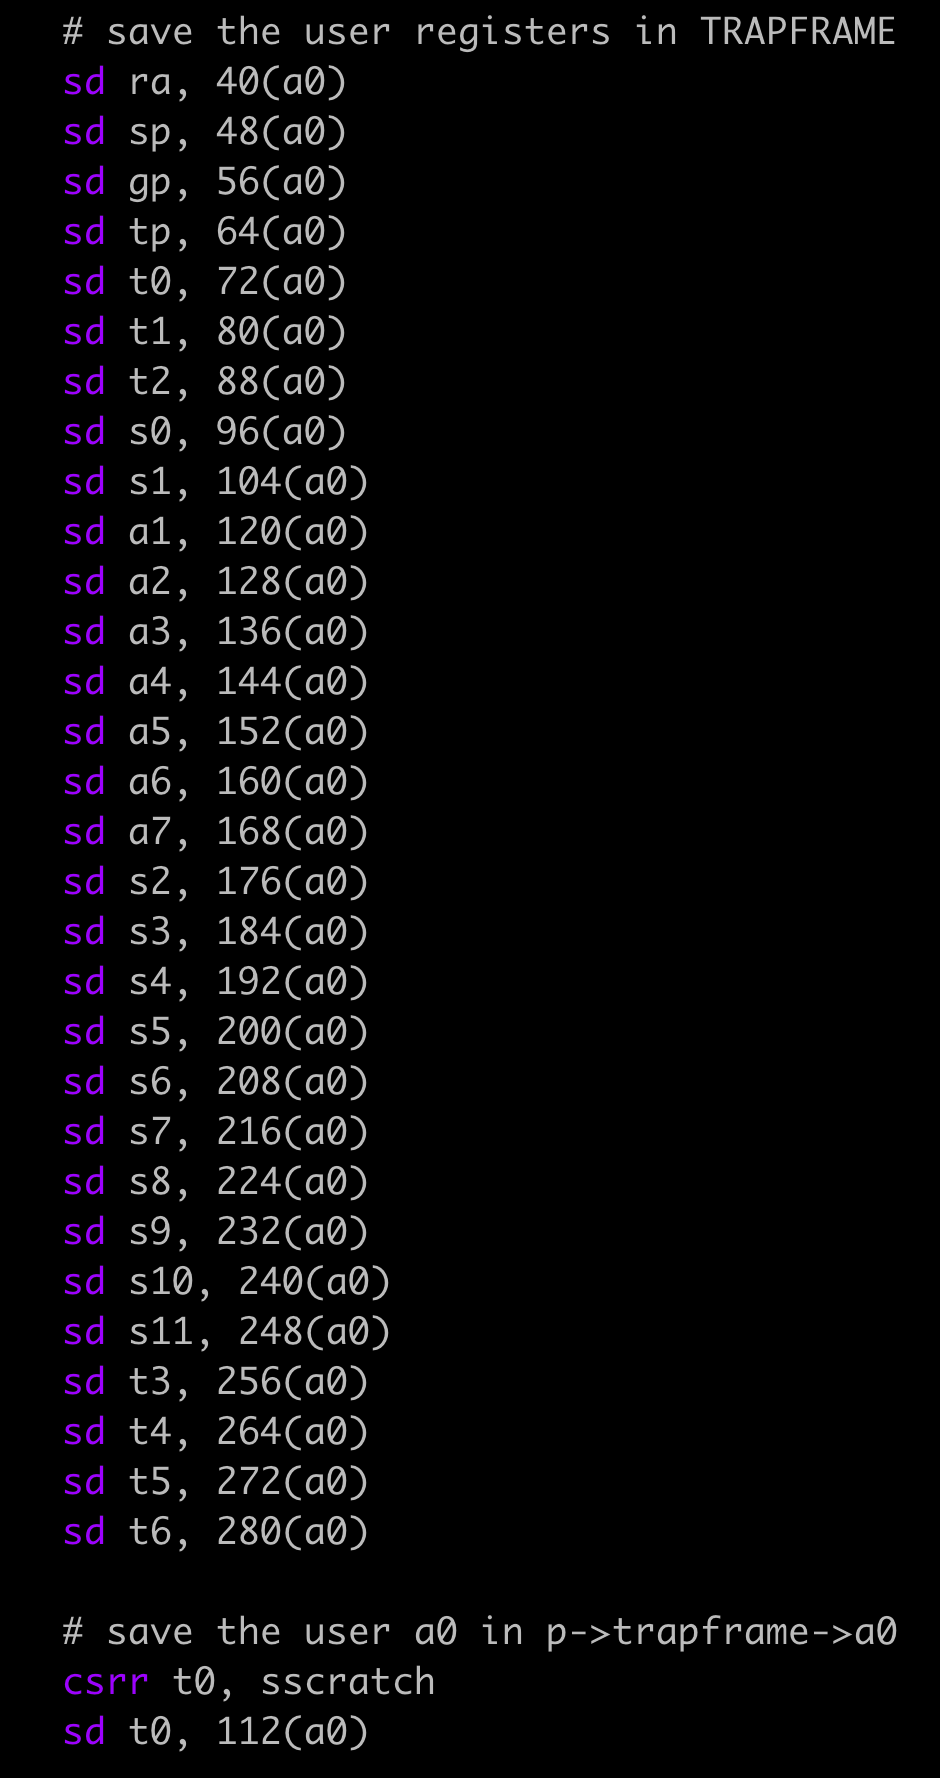 # save the user registers in TRAPFRAME
sd ra, 40(a0)
sd sp, 48(a0)
sd gp, 56(a0)
sd tp, 64(a0)
sd t0, 72(a0)
sd t1, 80(a0)
sd t2, 88(a0)
sd s0, 96(a0)
sd s1, 104(a0)
sd a1, 120(a0)
sd a2, 128(a0)
sd a3, 136(a0)
sd a4, 144(a0)
sd a5, 152(a0)
sd a6, 160(a0)
sd a7, 168(a0)
sd s2, 176(a0)
sd s3, 184(a0)
sd s4, 192(a0)
sd s5, 200(a0)
sd s6, 208(a0)
sd s7, 216(a0)
sd s8, 224(a0)
sd s9, 232(a0)
sd s10, 240(a0)
sd s11, 248(a0)
sd t3, 256(a0)
sd t4, 264(a0)
sd t5, 272(a0)
sd t6, 280(a0)

# save the user a0 in p->trapframe->a0
csrr t0, sscratch
sd t0, 112(a0)